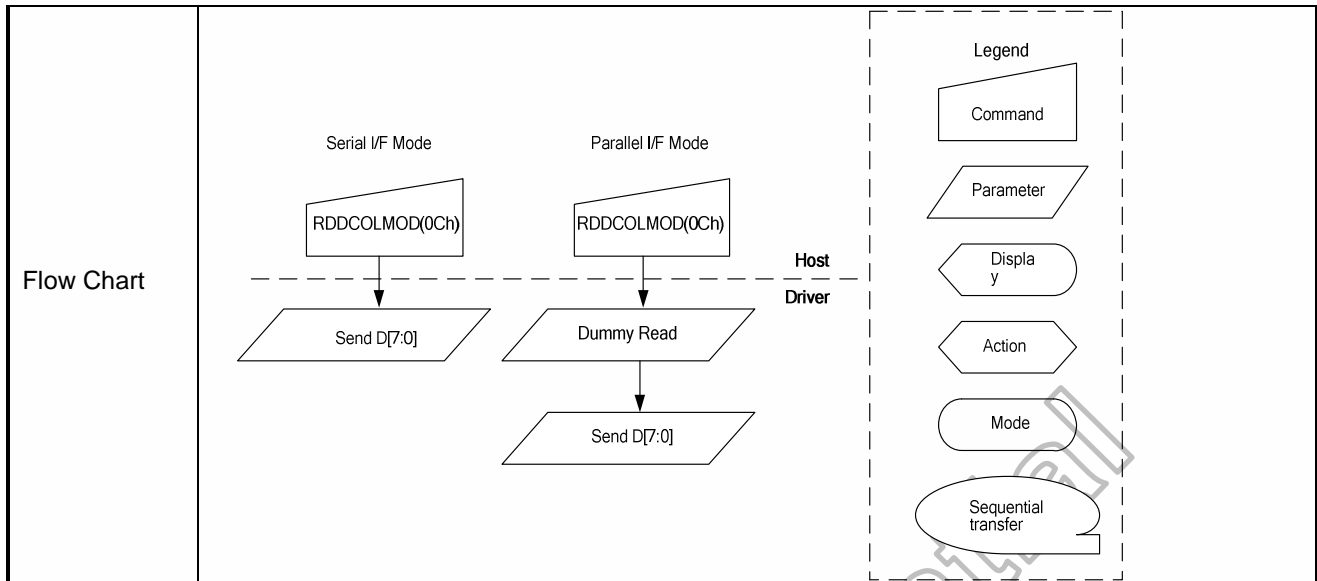 Flow Chart
Serial I/F Mode
Parallel I/F Mode
RDDCOLMOD(0Ch)
RDDCOLMOD(0Ch)
Host
Driver
Send D[7:0]
Dummy Read
Send D[7:0]
Legend
Command
Parameter
Displa
y
Action
Mode
Sequential
transfer